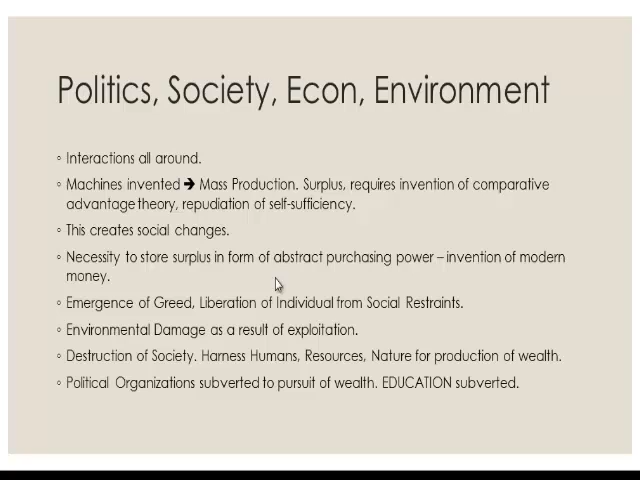 Politics, Society, Econ, Environment
◦ Interactions all around.
◦ Machines invented ➔ Mass Production. Surplus, requires invention of comparative
advantage theory, repudiation of self-sufficiency.
◦ This creates social changes.
◦ Necessity to store surplus in form of abstract purchasing power – invention of modern
money.
◦ Emergence of Greed, Liberation of Individual from Social Restraints.
◦ Environmental Damage as a result of exploitation.
◦ Destruction of Society. Harness Humans, Resources, Nature for production of wealth.
◦ Political Organizations subverted to pursuit of wealth. EDUCATION subverted.